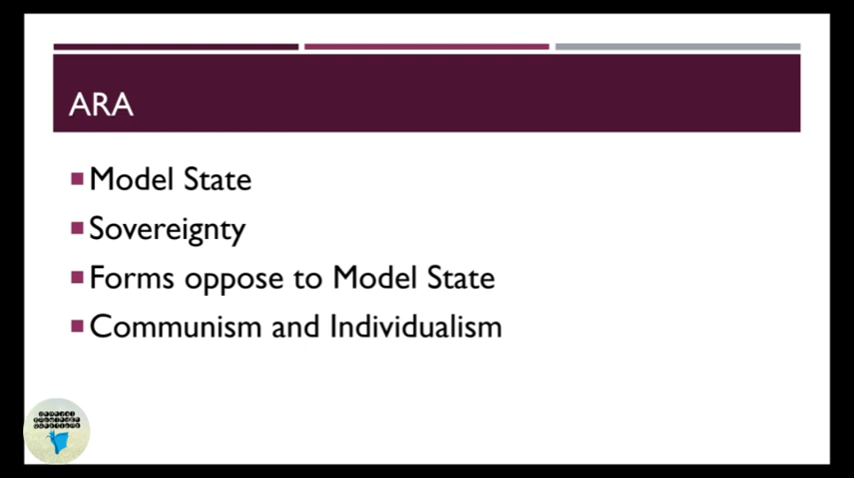 ARA
Model State
Sovereignty
Forms oppose to Model State
Communism and Individualism